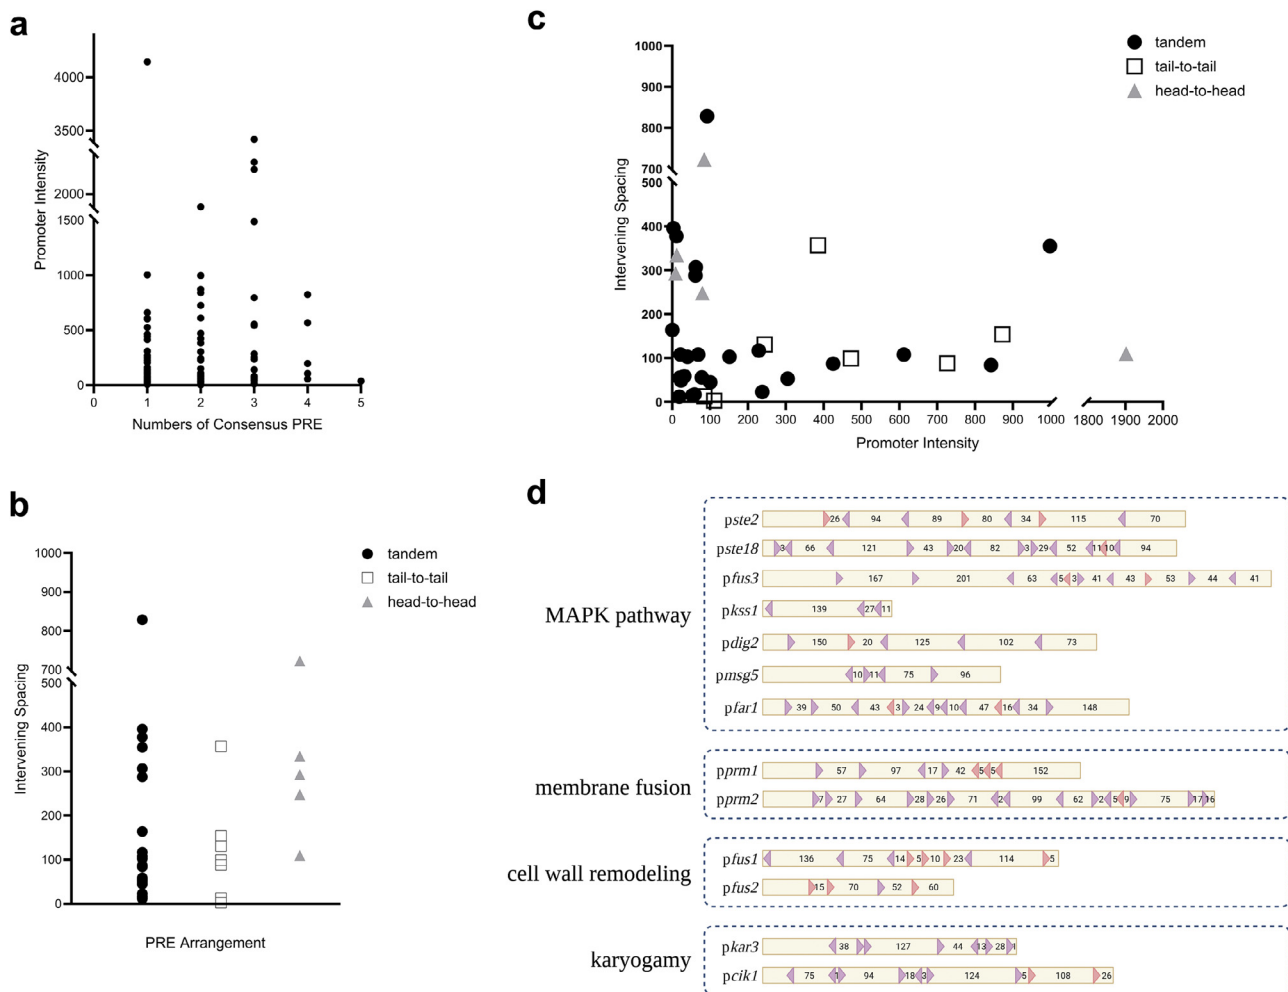 a
4000
3500
2000
1500
1000
500
0
0 1 2 3 4 5
Promoter Intensity
Numbers of Consensus PRE
b
1000
900
800
700
500
400
300
200
100
0
Intervening Spacing
PRE Arrangement
tandem
tail-to-tail
head-to-head
c
1000
900
800
700
500
400
300
200
100
0
0 100 200 300 400 500 600 700 800 900 1000 1800 1900 2000
Intervening Spacing
Promoter Intensity
tandem
tail-to-tail
head-to-head
d
MAPK pathway
pste2 26 94 89 80 34 115 70
pste18 3 66 121 43 20 82 3 29 52 11 10 94
pfus3 167 201 63 5 3 41 43 53 44 41
pkss1 139 27 11
pdig2 150 20 125 102 73
pmsg5 10 11 75 96
pfar1 39 50 43 3 24 9 10 47 16 34 148
membrane fusion
pprm1 57 97 17 42 5 5 152
pprm2 7 27 64 28 26 71 2 99 62 2 5 9 75 17 16
cell wall remodeling
pfus1 136 75 14 5 10 23 114 5
pfus2 15 70 52 60
karyogamy
pkar3 38 127 44 13 28 1
pcik1 75 1 94 18 3 124 5 108 26